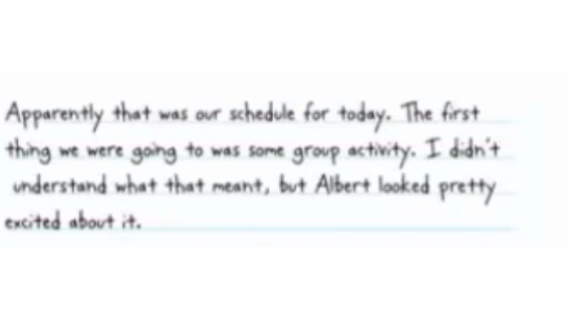 Apparently that was our schedule for today. The first
thing we were going to was some group activity. I didn't
understand what that meant, but Albert looked pretty
excited about it.